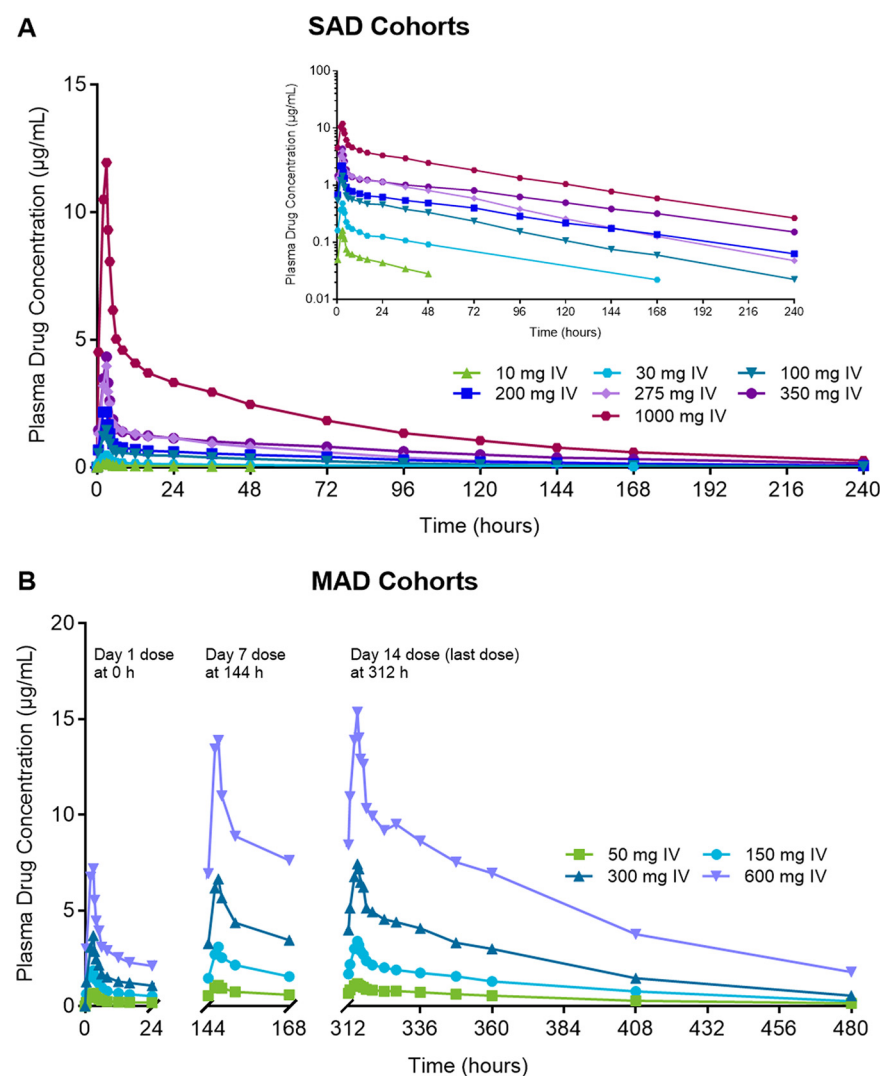 A
SAD Cohorts
Plasma Drug Concentration (µg/mL)
15
10
5
0
0 24 48 72 96 120 144 168 192 216 240
Time (hours)
Plasma Drug Concentration (µg/mL)
100
10
1
0.1
0.01
0 24 48 72 96 120 144 168 192 216 240
Time (hours)
10 mg IV 30 mg IV 100 mg IV
200 mg IV 275 mg IV 350 mg IV
1000 mg IV
B
MAD Cohorts
Plasma Drug Concentration (µg/mL)
20
15
10
5
0
Day 1 dose
at 0 h
Day 7 dose
at 144 h
Day 14 dose (last dose)
at 312 h
50 mg IV 150 mg IV
300 mg IV 600 mg IV
0 24 144 168 312 336 360 384 408 432 456 480
Time (hours)